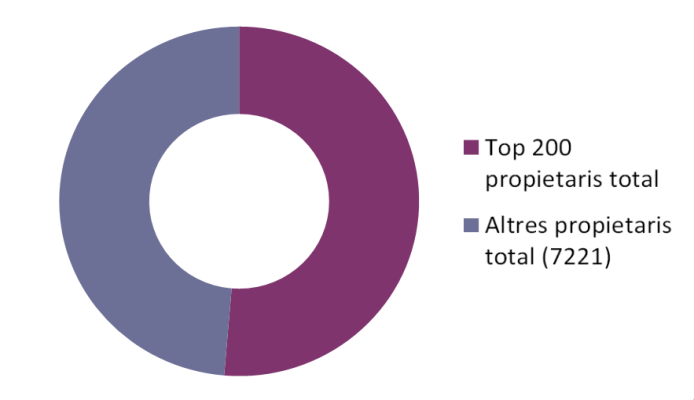 Top 200
propietaris total
Altres propietaris
total (7221)